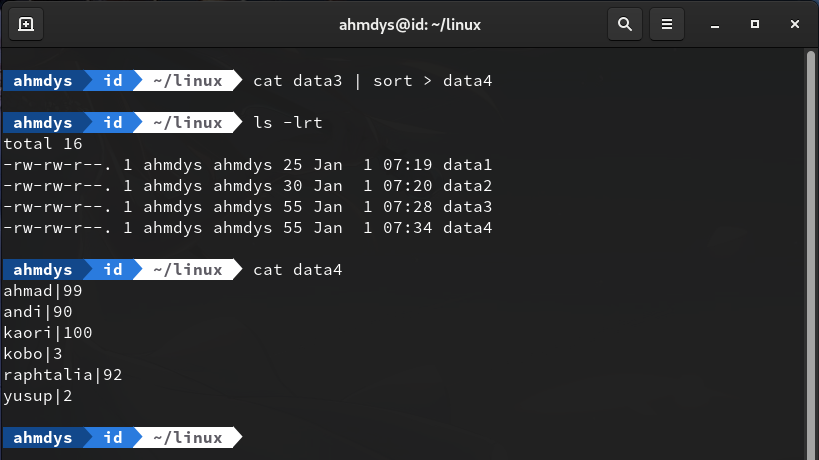 ahmdys@id: ~/linux
ahmdys id ~/linux cat data3 | sort > data4
ahmdys id ~/linux ls -lrt
total 16
-rw-rw-r--. 1 ahmdys ahmdys 25 Jan  1 07:19 data1
-rw-rw-r--. 1 ahmdys ahmdys 30 Jan  1 07:20 data2
-rw-rw-r--. 1 ahmdys ahmdys 55 Jan  1 07:28 data3
-rw-rw-r--. 1 ahmdys ahmdys 55 Jan  1 07:34 data4
ahmdys id ~/linux cat data4
ahmad|99
andi|90
kaori|100
kobo|3
raphtalia|92
yusup|2
ahmdys id ~/linux